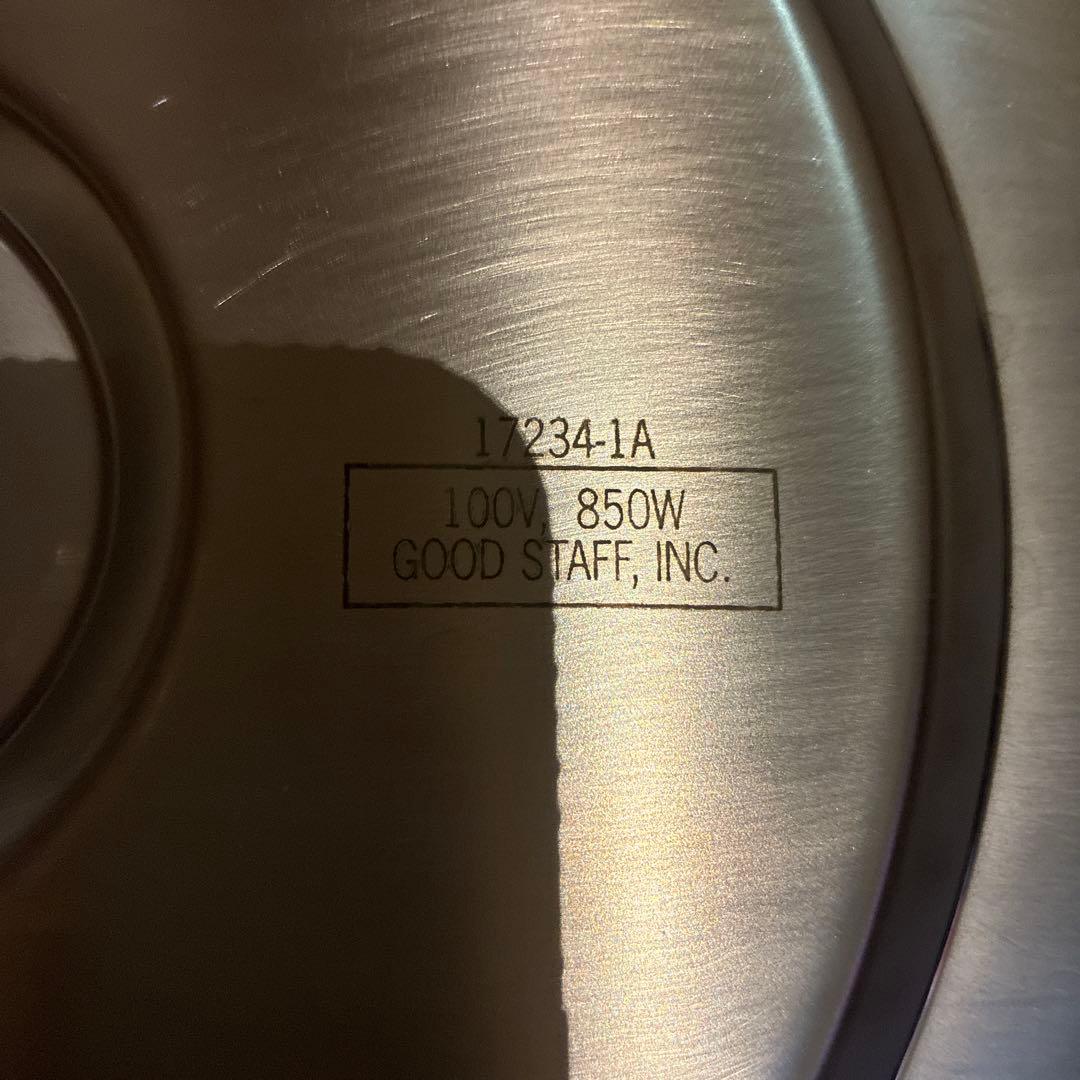 17234-1A
100V, 850W
GOOD STAFF, INC.